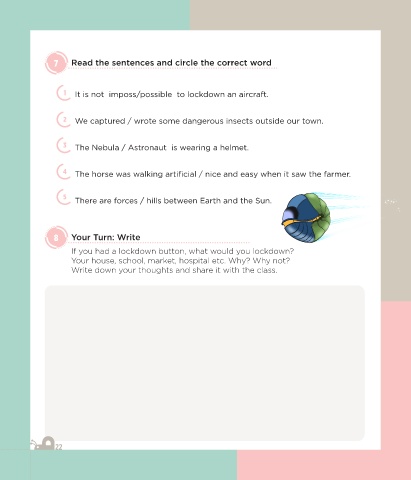 7 Read the sentences and circle the correct word
1 It is not imposs/possible to lockdown an aircraft.
2 We captured / wrote some dangerous insects outside our town.
3 The Nebula / Astronaut is wearing a helmet.
4 The horse was walking artificial / nice and easy when it saw the farmer.
5 There are forces / hills between Earth and the Sun.
8 Your Turn: Write
If you had a lockdown button, what would you lockdown?
Your house, school, market, hospital etc. Why? Why not?
Write down your thoughts and share it with the class.
22